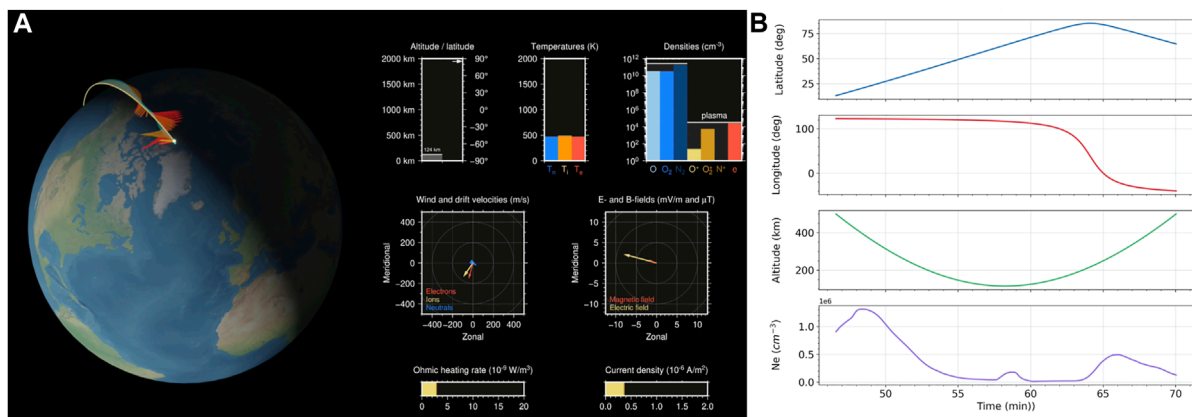 A
Altitude / latitude
2000 km
1500 km
1000 km
500 km
0 km
124 km
90°
60°
30°
0°
−30°
−60°
−90°
Temperatures (K)
2000
1500
1000
500
0
Tn
Ti
Te
Densities (cm⁻³)
10¹²
10¹⁰
10⁸
10⁶
10⁴
10²
10⁰
plasma
O
O₂
N₂
O⁺
O₂⁺
N⁺
e
Wind and drift velocities (m/s)
Meridional
400
200
0
−200
−400
Electrons
Ions
Neutrals
−400 −200 0 200 400
Zonal
E- and B-fields (mV/m and μT)
Meridional
10
5
0
−5
−10
Magnetic field
Electric field
−10 −5 0 5 10
Zonal
Ohmic heating rate (10⁻⁹ W/m³)
0 5 10 15 20
Current density (10⁻⁶ A/m²)
0.0 0.5 1.0 1.5 2.0
B
Latitude (deg)
75
50
25
Longitude (deg)
100
0
Altitude (km)
400
200
1e6
Ne (cm⁻³)
1.0
0.5
0.0
50 55 60 65 70
Time (min))